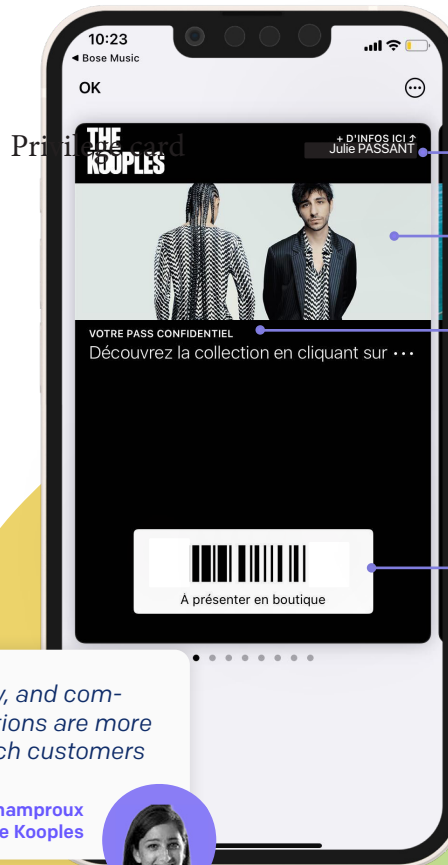 10:23
◀ Bose Music
OK
Privilege card
THE
KOOPLES
+ D'INFOS ICI
Julie PASSANT
VOTRE PASS CONFIDENTIEL
Découvrez la collection en cliquant sur ···
À présenter en boutique
y, and com-
tions are more
ch customers
hamproux
e Kooples